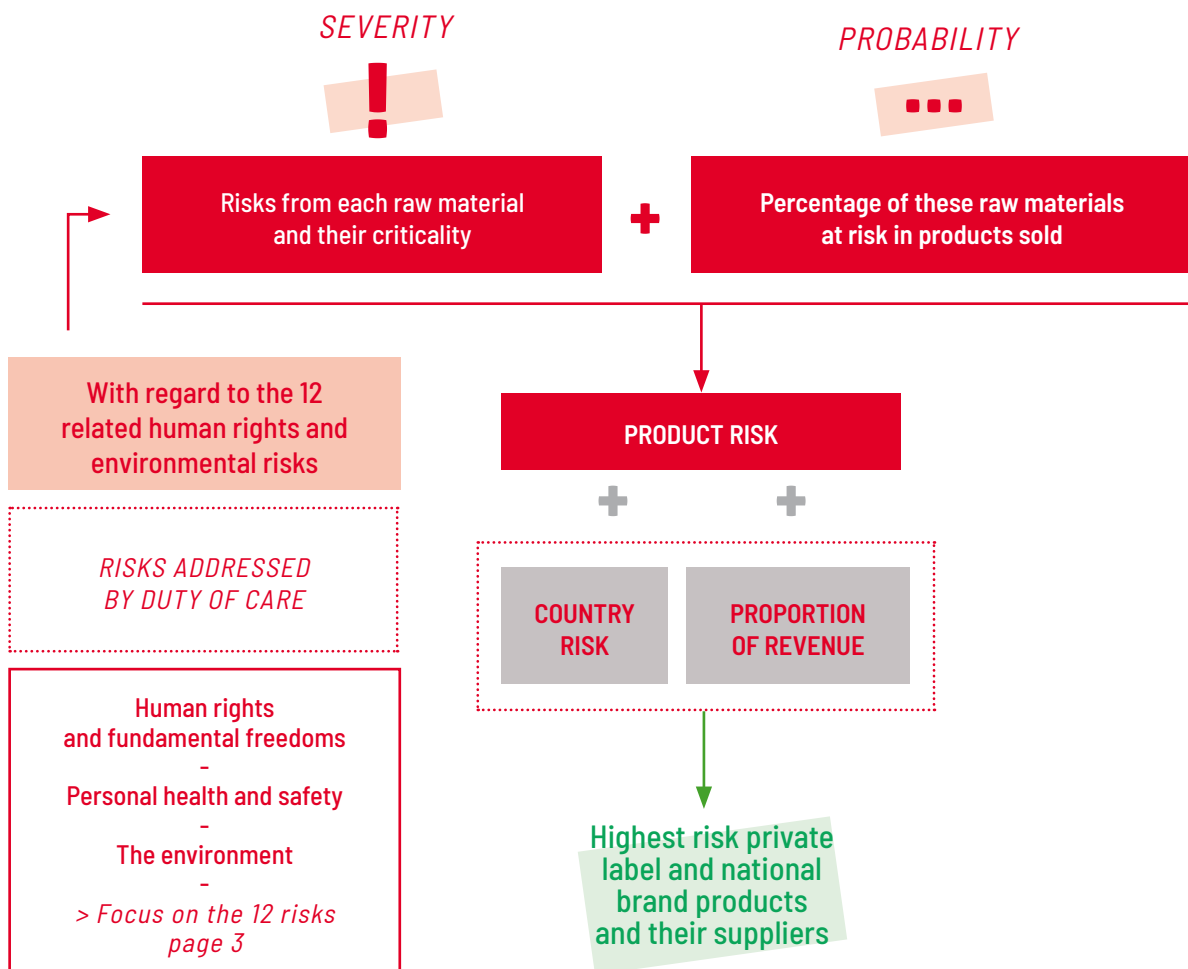 SEVERITY
PROBABILITY
!
...
Risks from each raw material
and their criticality
+
Percentage of these raw materials
at risk in products sold
With regard to the 12
related human rights and
environmental risks
PRODUCT RISK
+ +
RISKS ADDRESSED
BY DUTY OF CARE
COUNTRY
RISK
PROPORTION
OF REVENUE
Human rights
and fundamental freedoms
-
Personal health and safety
-
The environment
-
> Focus on the 12 risks
page 3
Highest risk private
label and national
brand products
and their suppliers